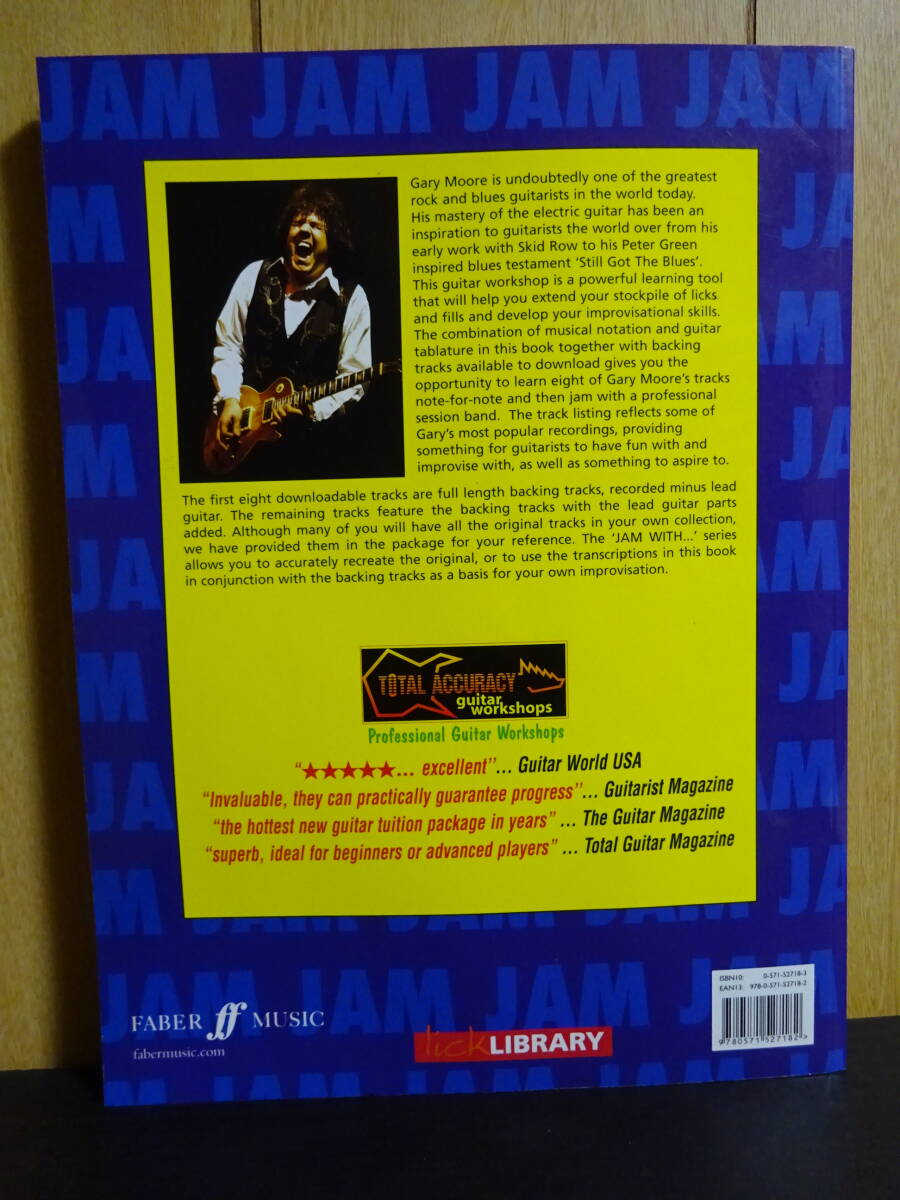 JAM JAM JAM JAM
Gary Moore is undoubtedly one of the greatest
rock and blues guitarists in the world today.
His mastery of the electric guitar has been an
inspiration to guitarists the world over from his
early work with Skid Row to his Peter Green
inspired blues testament ‘Still Got The Blues’.
This guitar workshop is a powerful learning tool
that will help you extend your stockpile of licks
and fills and develop your improvisational skills.
The combination of musical notation and guitar
tablature in this book together with backing
tracks available to download gives you the
opportunity to learn eight of Gary Moore’s tracks
note-for-note and then jam with a professional
session band. The track listing reflects some of
Gary’s most popular recordings, providing
something for guitarists to have fun with and
improvise with, as well as something to aspire to.
The first eight downloadable tracks are full length backing tracks, recorded minus lead
guitar. The remaining tracks feature the backing tracks with the lead guitar parts
added. Although many of you will have all the original tracks in your own collection,
we have provided them in the package for your reference. The ‘JAM WITH...’ series
allows you to accurately recreate the original, or to use the transcriptions in this book
in conjunction with the backing tracks as a basis for your own improvisation.
TOTAL ACCURACY
guitar
workshops
Professional Guitar Workshops
“★★★★★... excellent”... Guitar World USA
“Invaluable, they can practically guarantee progress”... Guitarist Magazine
“the hottest new guitar tuition package in years” ... The Guitar Magazine
“superb, ideal for beginners or advanced players” ... Total Guitar Magazine
JAM JAM JAM JAM
FABER ff MUSIC
fabermusic.com
lickLIBRARY
ISBN10: 0-571-52718-3
EAN13: 978-0-571-52718-2
9 780571 527182